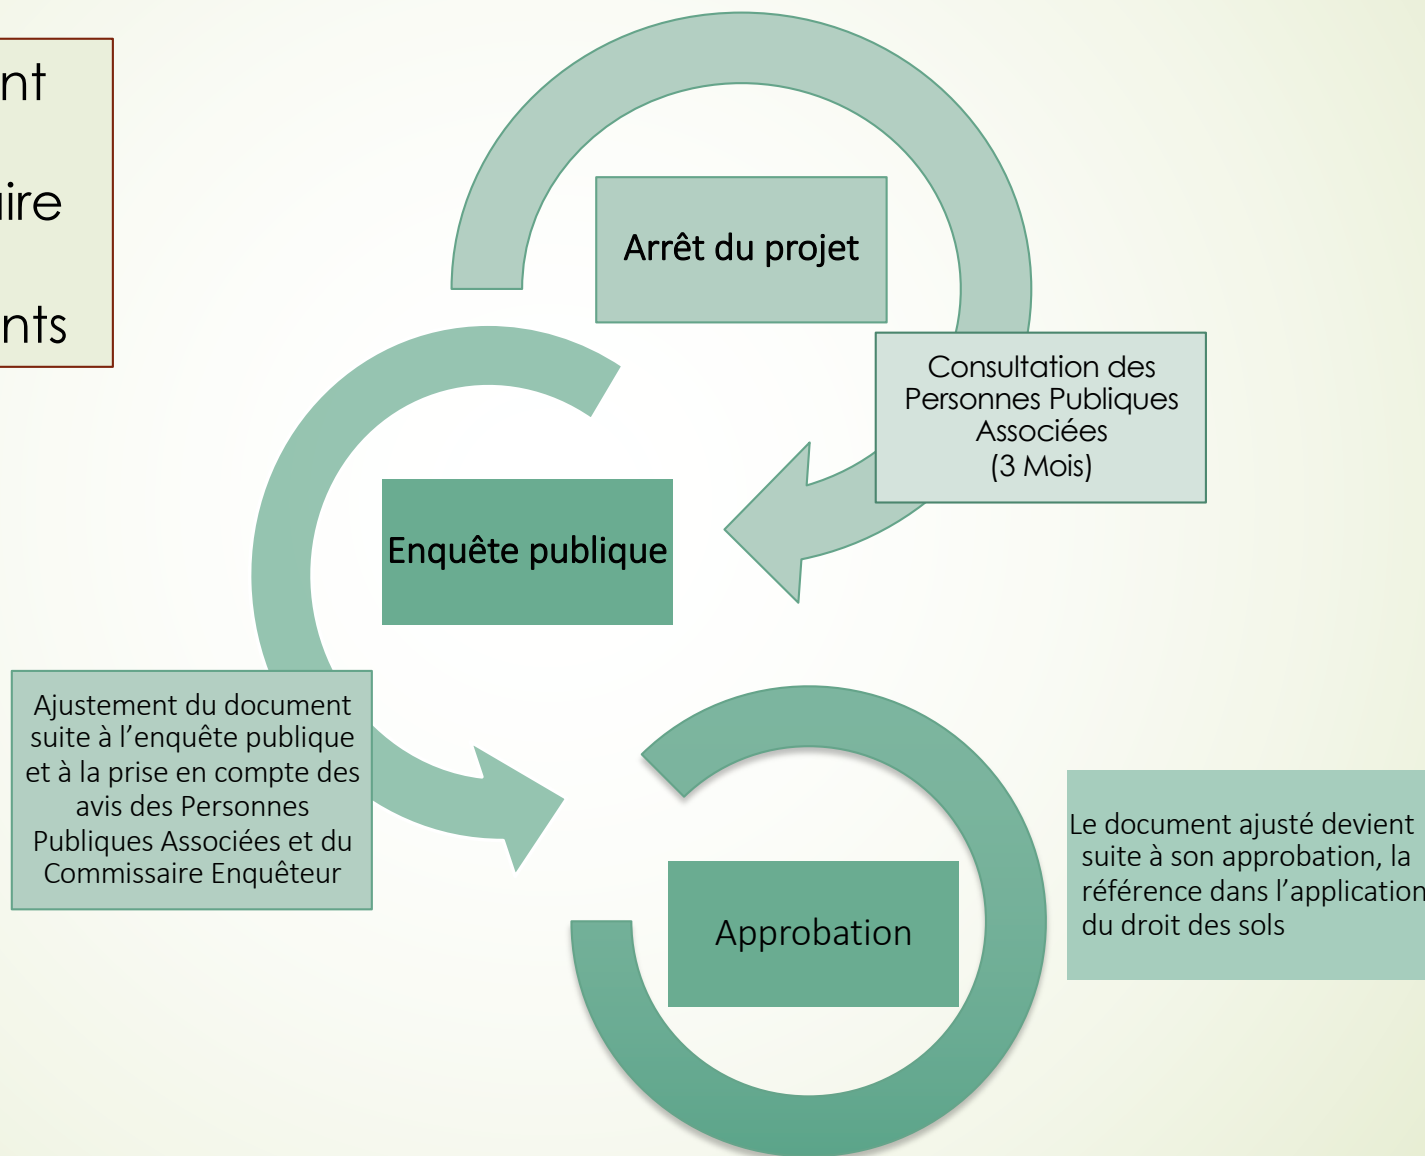 nt
ire
nts
Arrêt du projet
Consultation des
Personnes Publiques
Associées
(3 Mois)
Enquête publique
Ajustement du document
suite à l’enquête publique
et à la prise en compte des
avis des Personnes
Publiques Associées et du
Commissaire Enquêteur
Approbation
Le document ajusté devient
suite à son approbation, la
référence dans l’application
du droit des sols